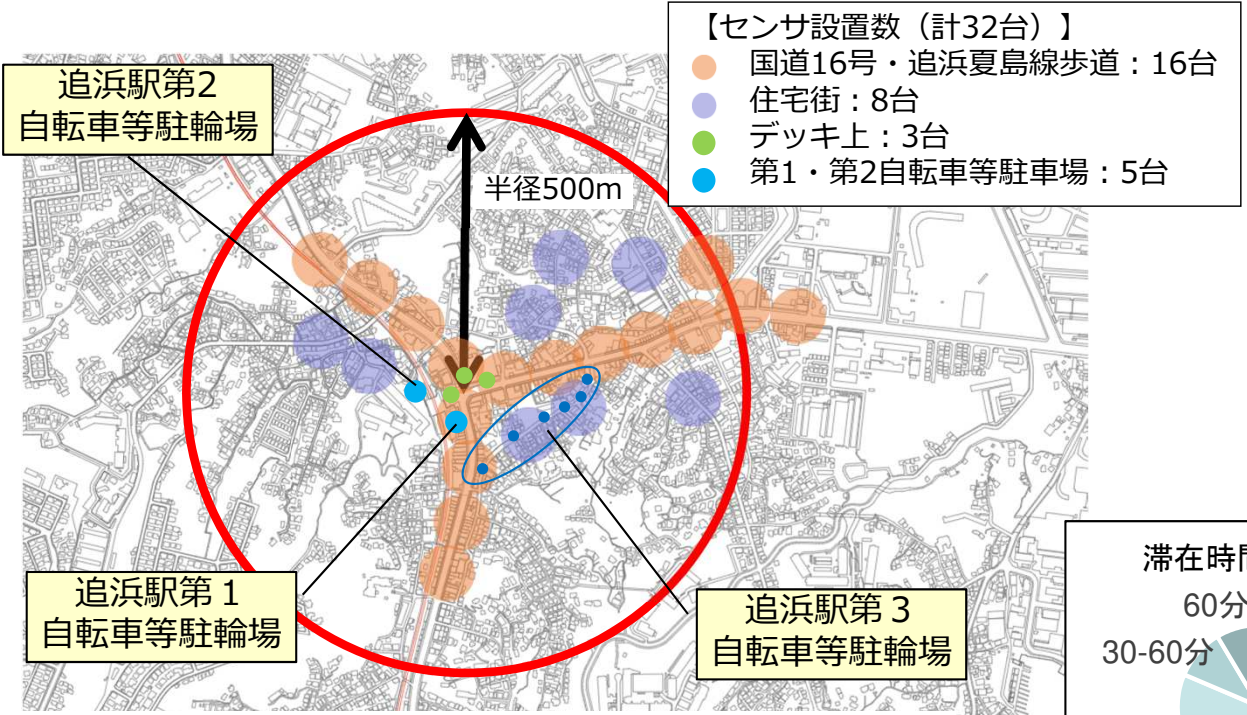 【センサ設置数（計32台）】
国道16号・追浜夏島線歩道：16台
住宅街：8台
デッキ上：3台
第1・第2自転車等駐車場：5台
追浜駅第2
自転車等駐輪場
半径500m
追浜駅第１
自転車等駐輪場
追浜駅第３
自転車等駐輪場
滞在時間
60分
30-60分